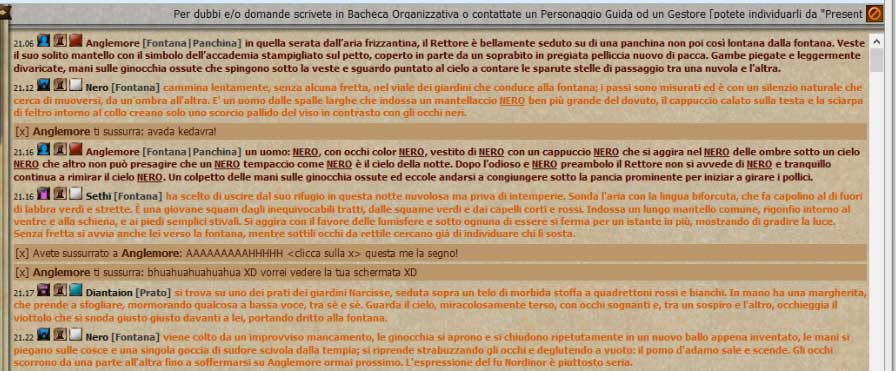 Per dubbi e/o domande scrivete in Bacheca Organizzativa o contattate un Personaggio Guida od un Gestore [potete individuarli da "Present
21.06 Anglemore [Fontana|Panchina] in quella serata dall'aria frizzantina, il Rettore è bellamente seduto su di una panchina non poi così lontana dalla fontana. Veste
il suo solito mantello con il simbolo dell'accademia stampigliato sul petto, coperto in parte da un soprabito in pregiata pelliccia nuovo di pacca. Gambe piegate e leggermente
divaricate, mani sulle ginocchia ossute che spingono sotto la veste e sguardo puntato al cielo a contare le sparute stelle di passaggio tra una nuvola e l'altra.
21.12 Nero [Fontana] cammina lentamente, senza alcuna fretta, nel viale dei giardini che conduce alla fontana; i passi sono misurati ed è con un silenzio naturale che
cerca di muoversi, da un'ombra all'altra. E' un uomo dalle spalle larghe che indossa un mantellaccio NERO ben più grande del dovuto, il cappuccio calato sulla testa e la sciarpa
di feltro intorno al collo creano solo uno scorcio pallido del viso in contrasto con gli occhi neri.
[x] Anglemore ti sussurra: avada kedavra!
21.16 Anglemore [Fontana|Panchina] un uomo: NERO, con occhi color NERO, vestito di NERO con un cappuccio NERO che si aggira nel NERO delle ombre sotto un cielo
NERO che altro non può presagire che un NERO tempaccio come NERO è il cielo della notte. Dopo l'odioso e NERO preambolo il Rettore non si avvede di NERO e tranquillo
continua a rimirar il cielo NERO. Un colpetto delle mani sulle ginocchia ossute ed eccole andarsi a congiungere sotto la pancia prominente per iniziar a girare i pollici.
21.16 Sethi [Fontana] ha scelto di uscire dal suo rifugio in questa notte nuvolosa ma priva di intemperie. Sonda l'aria con la lingua biforcuta, che fa capolino al di fuori
di labbra verdi e strette. È una giovane squam dagli inequivocabili tratti, dalle squame verdi e dai capelli corti e rossi. Indossa un lungo mantello comune, rigonfio intorno al
ventre e alla schiena, e ai piedi semplici stivali. Si aggira con il favore delle lumisfere e sotto ognuna di essere si ferma per un istante in più, mostrando di gradire la luce.
Senza fretta si avvia anche lei verso la fontana, mentre sottili occhi da rettile cercano già di individuare chi lì sosta.
[x] Avete sussurrato a Anglemore: AAAAAAAAAHHHHH <clicca sulla x> questa me la segno!
[x] Anglemore ti sussurra: bhuahuahuahuahua XD vorrei vedere la tua schermata XD
21.17 Diantaion [Prato] si trova su uno dei prati dei giardini Narcisse, seduta sopra un telo di morbida stoffa a quadrettoni rossi e bianchi. In mano ha una margherita,
che prende a sfogliare, mormorando qualcosa a bassa voce, tra sè e sè. Guarda il cielo, miracolosamente terso, con occhi sognanti e, tra un sospiro e l'altro, occhieggia il
viottolo che si snoda giusto giusto davanti a lei, portando dritto alla fontana.
21.22 Nero [Fontana] viene colto da un improvviso mancamento, le ginocchia si aprono e si chiudono ripetutamente in un nuovo ballo appena inventato, le mani si
piegano sulle cosce e una singola goccia di sudore scivola dalla tempia; si riprende strabuzzando gli occhi e deglutendo a vuoto: il pomo d'adamo sale e scende. Gli occhi
scorrono da una parte all'altra fino a soffermarsi su Anglemore ormai prossimo. L'espressione del fu Nordinor è piuttosto seria.